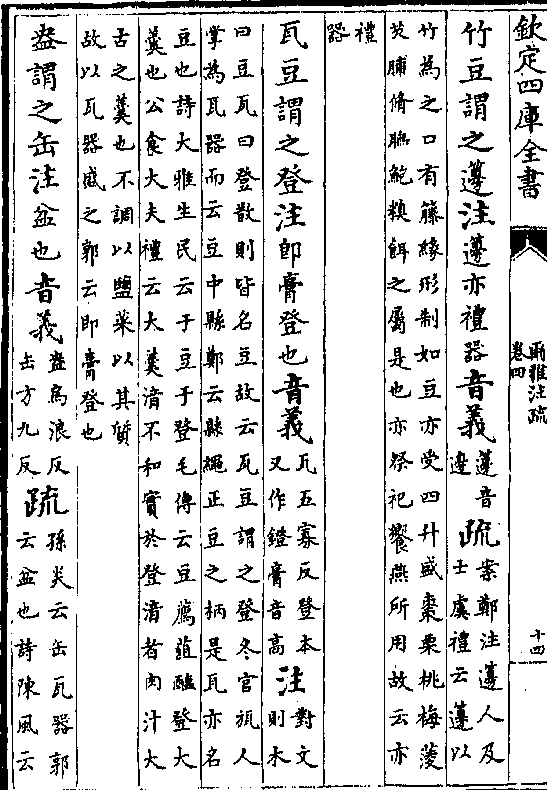 欽定四庫全書
爾雅注疏
卷四
十四
竹豆謂之籩注籩亦禮器音義籩音邊疏案鄭注籩人及士虞禮云籩以
竹為之口有籐緣形制如豆亦受四升盛棗栗桃梅菱
芡脯脩膴鮑糗餌之屬是也亦祭祀饗燕所用故云亦
禮
器
瓦豆謂之登注即膏登也音義瓦五寡反登本又作鐙膏音高注對文則木
曰豆瓦曰登散則皆名豆故云瓦豆謂之登冬官瓬人
掌為瓦器而云豆中縣鄭云縣繩正豆之柄是瓦亦名
豆也詩大雅生民云于豆于登毛傳云豆薦菹醢登大
羹也公食大夫禮云大羹湆不和實於登湆者肉汁大
古之羹也不調以鹽菜以其質
故以瓦器盛之郭云即膏登也
盎謂之缶注盆也音義盎烏浪反缶方九反疏孫炎云缶瓦器郭云盆也詩陳風云